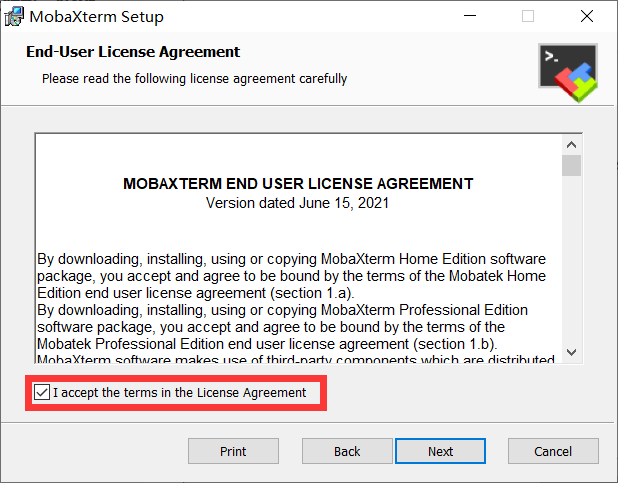 MobaXterm Setup
End-User License Agreement
Please read the following license agreement carefully
>_
MOBAXTERM END USER LICENSE AGREEMENT
Version dated June 15, 2021
By downloading, installing, using or copying MobaXterm Home Edition software
package, you accept and agree to be bound by the terms of the Mobatek Home
Edition end user license agreement (section 1.a).
By downloading, installing, using or copying MobaXterm Professional Edition
software package, you accept and agree to be bound by the terms of the
Mobatek Professional Edition end user license agreement (section 1.b).
MobaXterm software makes use of third-party components which are distributed
I accept the terms in the License Agreement
Print
Back
Next
Cancel